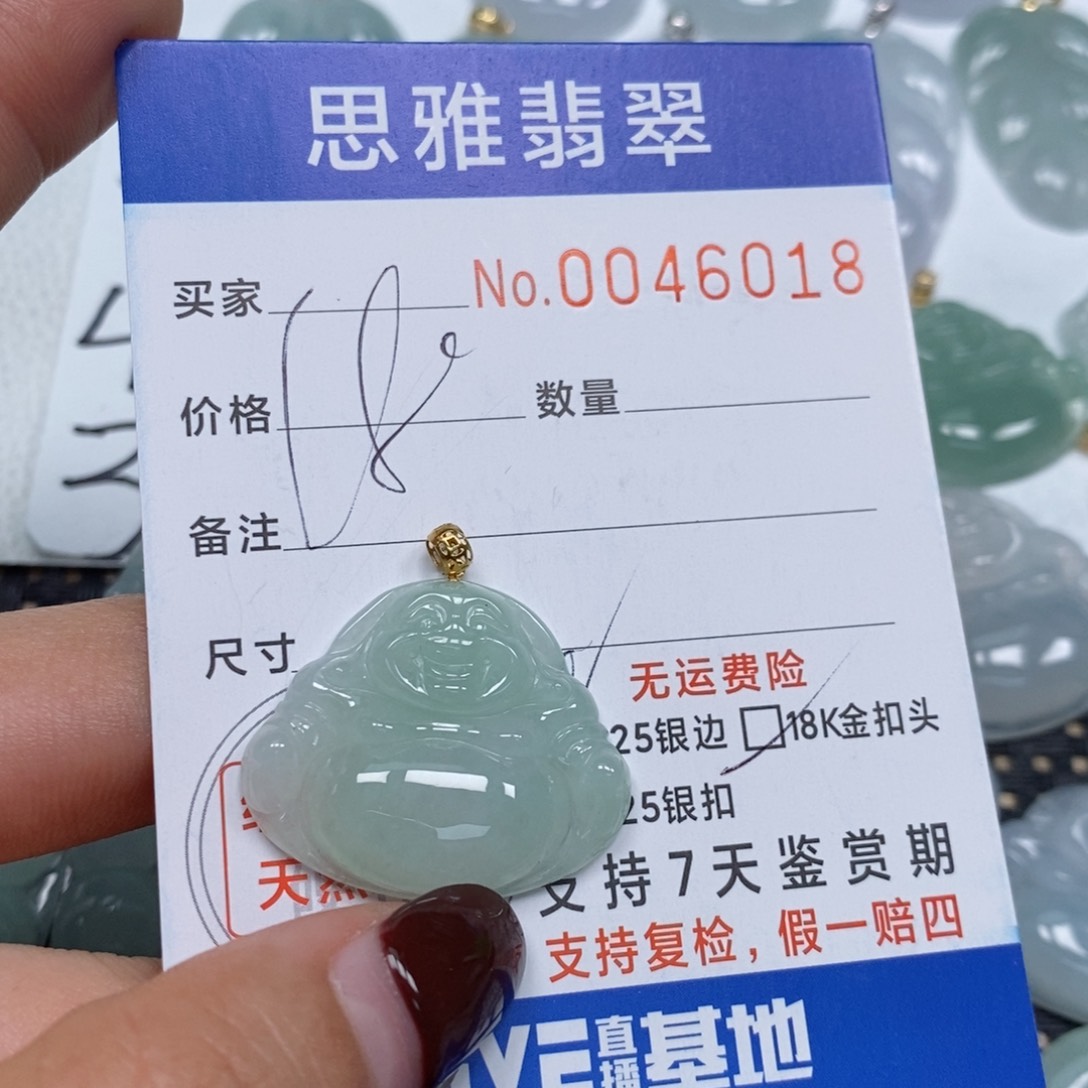 思雅翡翠
买家 No.0046018
价格 数量
备注
尺寸
无运费险
25银边 □18K金扣头
25银扣
天然
支持7天鉴赏期
支持复检，假一赔四
直播基地